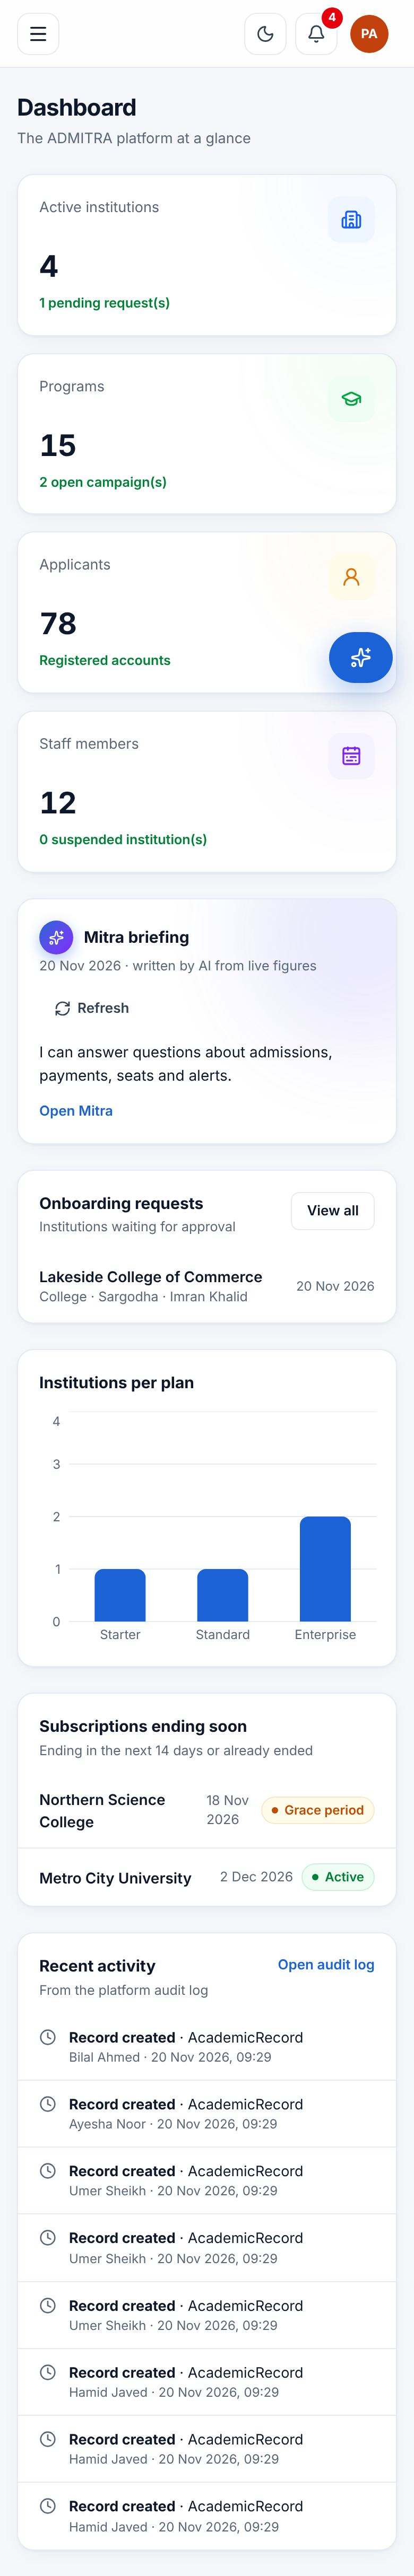 4
PA
Dashboard
The ADMITRA platform at a glance
Active institutions
4
1 pending request(s)
Programs
15
2 open campaign(s)
Applicants
78
Registered accounts
Staff members
12
0 suspended institution(s)
Mitra briefing
20 Nov 2026 · written by AI from live figures
Refresh
I can answer questions about admissions,
payments, seats and alerts.
Open Mitra
Onboarding requests
View all
Institutions waiting for approval
Lakeside College of Commerce
College · Sargodha · Imran Khalid
20 Nov 2026
Institutions per plan
4
3
2
1
0
Starter Standard Enterprise
Subscriptions ending soon
Ending in the next 14 days or already ended
Northern Science
College
18 Nov
2026
Grace period
Metro City University 2 Dec 2026 Active
Recent activity
Open audit log
From the platform audit log
Record created · AcademicRecord
Bilal Ahmed · 20 Nov 2026, 09:29
Record created · AcademicRecord
Ayesha Noor · 20 Nov 2026, 09:29
Record created · AcademicRecord
Umer Sheikh · 20 Nov 2026, 09:29
Record created · AcademicRecord
Umer Sheikh · 20 Nov 2026, 09:29
Record created · AcademicRecord
Umer Sheikh · 20 Nov 2026, 09:29
Record created · AcademicRecord
Hamid Javed · 20 Nov 2026, 09:29
Record created · AcademicRecord
Hamid Javed · 20 Nov 2026, 09:29
Record created · AcademicRecord
Hamid Javed · 20 Nov 2026, 09:29